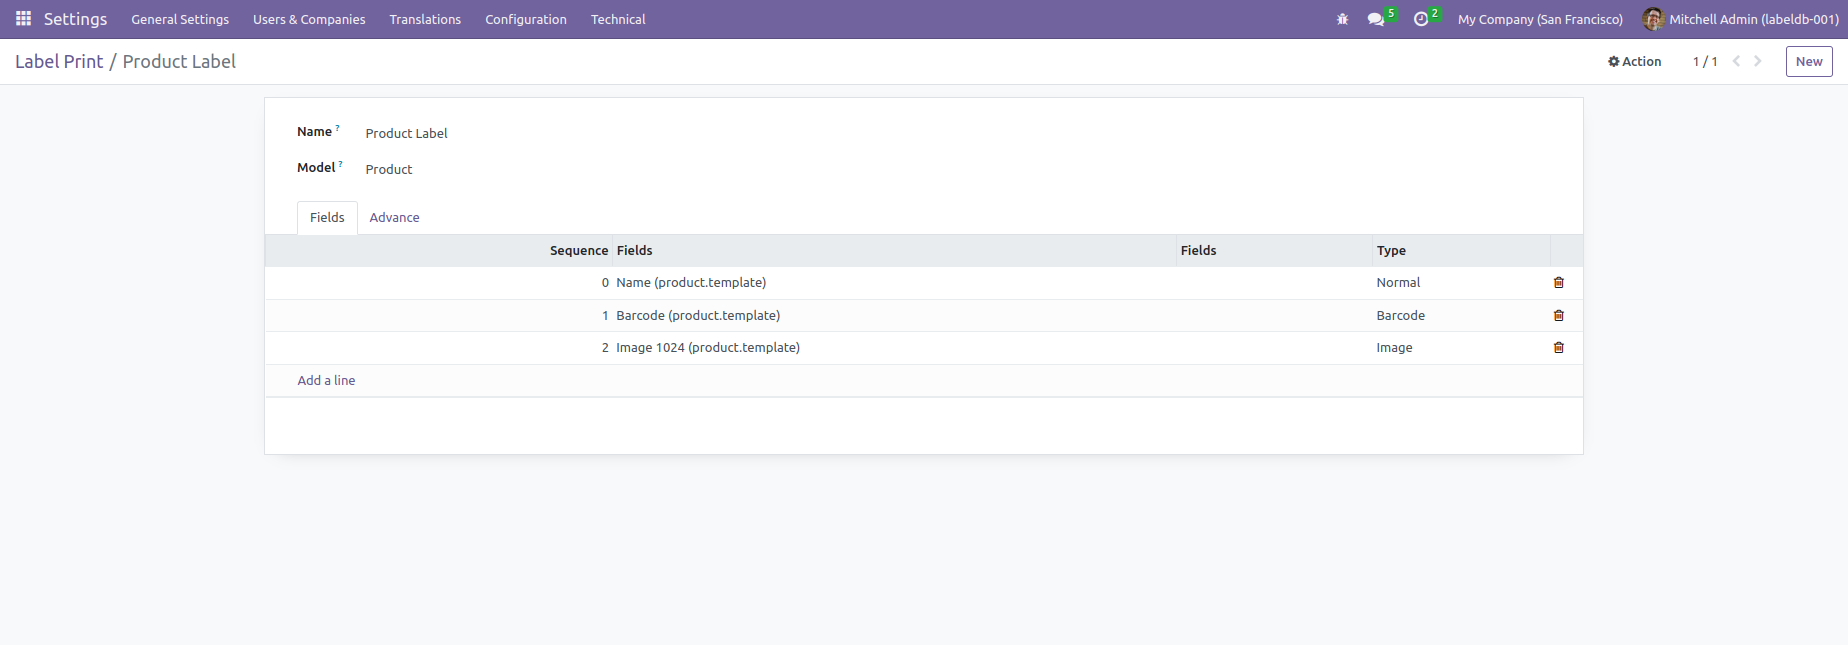 Settings General Settings Users & Companies Translations Configuration Technical 5 2 My Company (San Francisco) Mitchell Admin (labeldb-001)
Label Print / Product Label Action 1 / 1 New
Name ? Product Label
Model ? Product
Fields Advance
Sequence Fields Fields Type
0 Name (product.template) Normal
1 Barcode (product.template) Barcode
2 Image 1024 (product.template) Image
Add a line